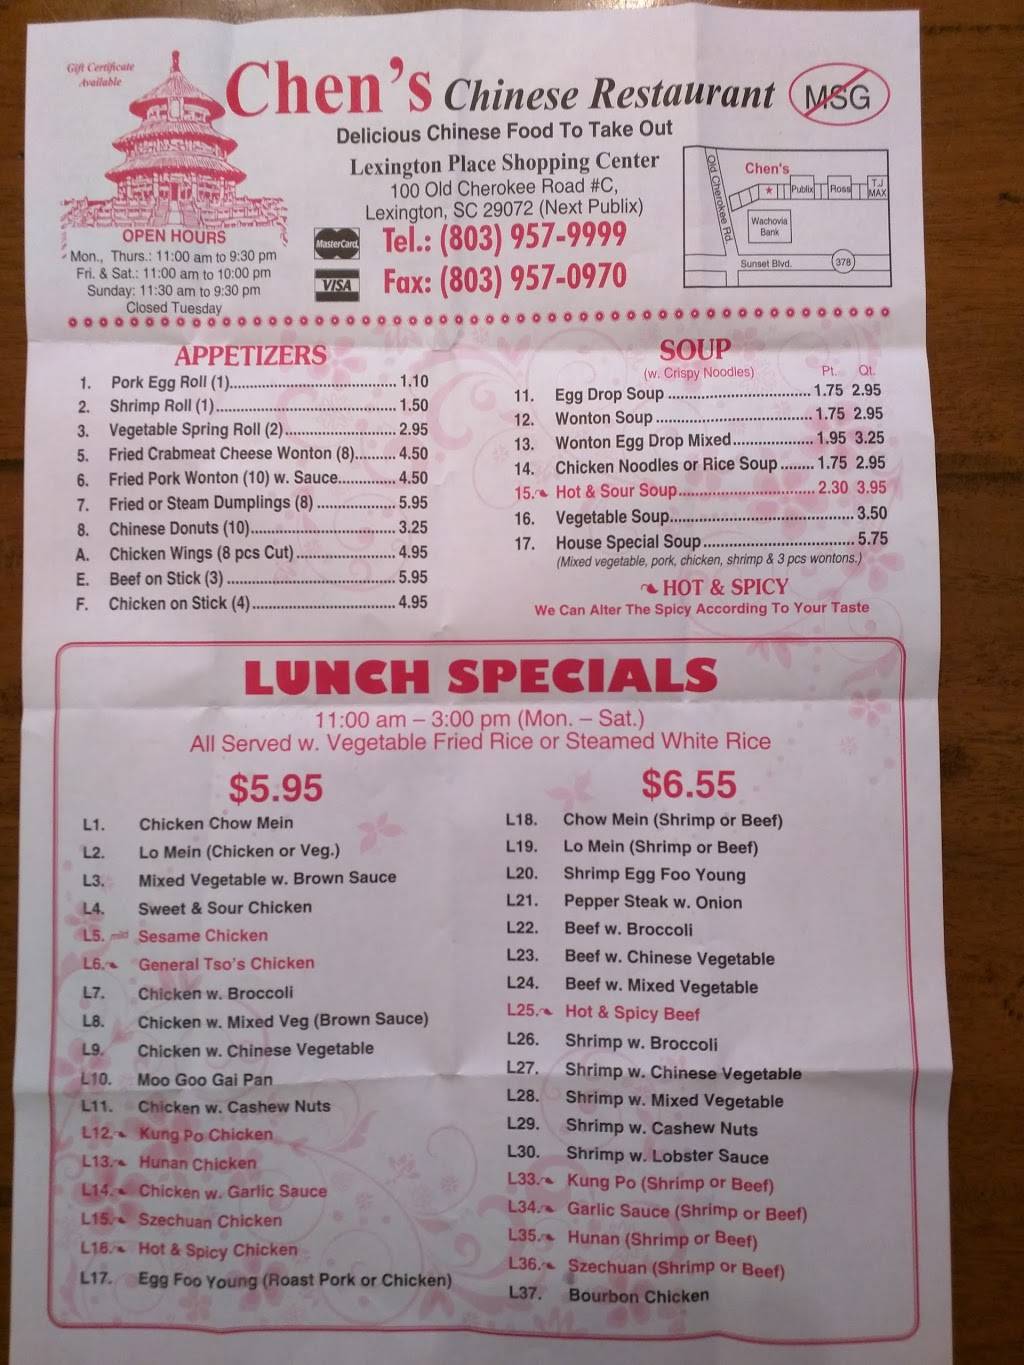 Gift Certificate
Available
Chen's Chinese Restaurant
MSG
Delicious Chinese Food To Take Out
Lexington Place Shopping Center
100 Old Cherokee Road #C,
Lexington, SC 29072 (Next Publix)
MasterCard
VISA
Tel.: (803) 957-9999
Fax: (803) 957-0970
OPEN HOURS
Mon., Thurs.: 11:00 am to 9:30 pm
Fri. & Sat.: 11:00 am to 10:00 pm
Sunday: 11:30 am to 9:30 pm
Closed Tuesday
Old Cherokee Rd.
Chen's
Publix
Ross
T.J MAX
Wachovia
Bank
Sunset Blvd.
378
APPETIZERS
1. Pork Egg Roll (1) 1.10
2. Shrimp Roll (1) 1.50
3. Vegetable Spring Roll (2) 2.95
5. Fried Crabmeat Cheese Wonton (8) 4.50
6. Fried Pork Wonton (10) w. Sauce 4.50
7. Fried or Steam Dumplings (8) 5.95
8. Chinese Donuts (10) 3.25
A. Chicken Wings (8 pcs Cut) 4.95
E. Beef on Stick (3) 5.95
F. Chicken on Stick (4) 4.95
SOUP
(w. Crispy Noodles) Pt. Qt.
11. Egg Drop Soup 1.75 2.95
12. Wonton Soup 1.75 2.95
13. Wonton Egg Drop Mixed 1.95 3.25
14. Chicken Noodles or Rice Soup 1.75 2.95
15. Hot & Sour Soup 2.30 3.95
16. Vegetable Soup 3.50
17. House Special Soup 5.75
(Mixed vegetable, pork, chicken, shrimp & 3 pcs wontons.)
HOT & SPICY
We Can Alter The Spicy According To Your Taste
LUNCH SPECIALS
11:00 am – 3:00 pm (Mon. – Sat.)
All Served w. Vegetable Fried Rice or Steamed White Rice
$5.95
L1. Chicken Chow Mein
L2. Lo Mein (Chicken or Veg.)
L3. Mixed Vegetable w. Brown Sauce
L4. Sweet & Sour Chicken
L5. mild Sesame Chicken
L6. General Tso's Chicken
L7. Chicken w. Broccoli
L8. Chicken w. Mixed Veg (Brown Sauce)
L9. Chicken w. Chinese Vegetable
L10. Moo Goo Gai Pan
L11. Chicken w. Cashew Nuts
L12. Kung Po Chicken
L13. Hunan Chicken
L14. Chicken w. Garlic Sauce
L15. Szechuan Chicken
L16. Hot & Spicy Chicken
L17. Egg Foo Young (Roast Pork or Chicken)
$6.55
L18. Chow Mein (Shrimp or Beef)
L19. Lo Mein (Shrimp or Beef)
L20. Shrimp Egg Foo Young
L21. Pepper Steak w. Onion
L22. Beef w. Broccoli
L23. Beef w. Chinese Vegetable
L24. Beef w. Mixed Vegetable
L25. Hot & Spicy Beef
L26. Shrimp w. Broccoli
L27. Shrimp w. Chinese Vegetable
L28. Shrimp w. Mixed Vegetable
L29. Shrimp w. Cashew Nuts
L30. Shrimp w. Lobster Sauce
L33. Kung Po (Shrimp or Beef)
L34. Garlic Sauce (Shrimp or Beef)
L35. Hunan (Shrimp or Beef)
L36. Szechuan (Shrimp or Beef)
L37. Bourbon Chicken